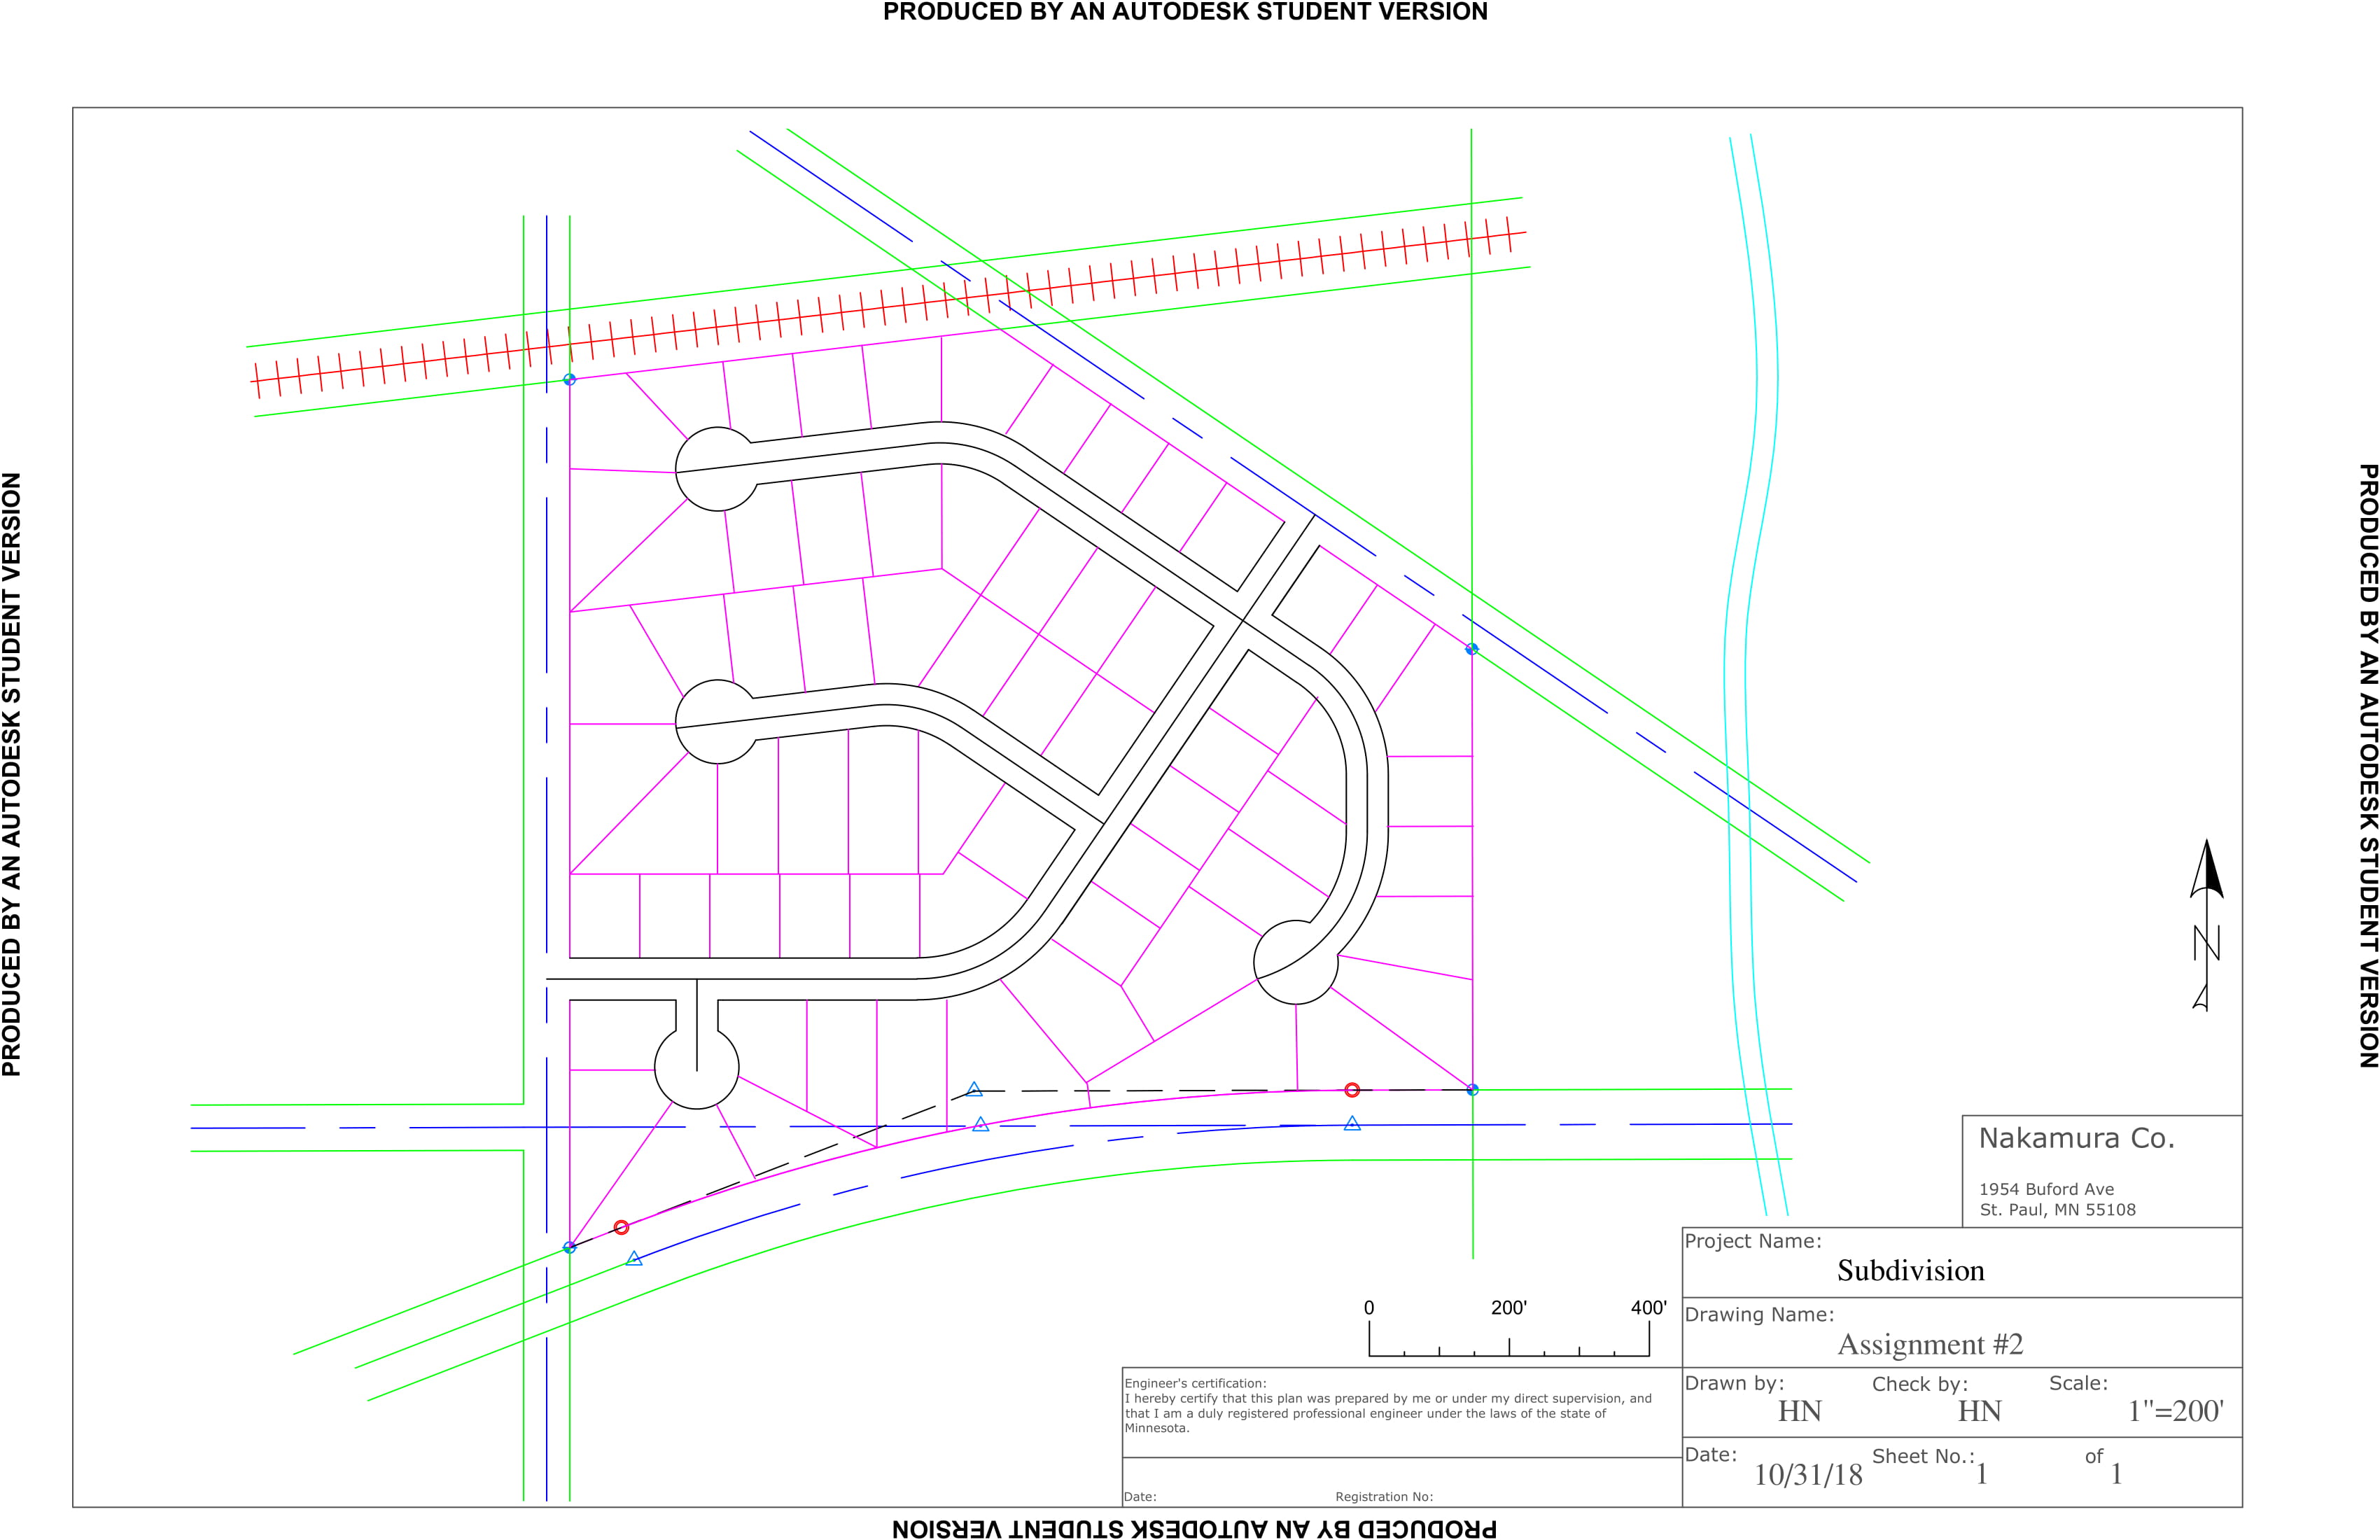 PRODUCED BY AN AUTODESK STUDENT VERSION
PRODUCED BY AN AUTODESK STUDENT VERSION
PRODUCED BY AN AUTODESK STUDENT VERSION
N
Nakamura Co.
1954 Buford Ave
St. Paul, MN 55108
Project Name:
Subdivision
0 200' 400'
Drawing Name:
Assignment #2
Engineer's certification:
I hereby certify that this plan was prepared by me or under my direct supervision, and
that I am a duly registered professional engineer under the laws of the state of
Minnesota.
Date: Registration No:
Drawn by: Check by: Scale:
HN HN 1"=200'
Date: 10/31/18 Sheet No.: 1 of 1
PRODUCED BY AN AUTODESK STUDENT VERSION